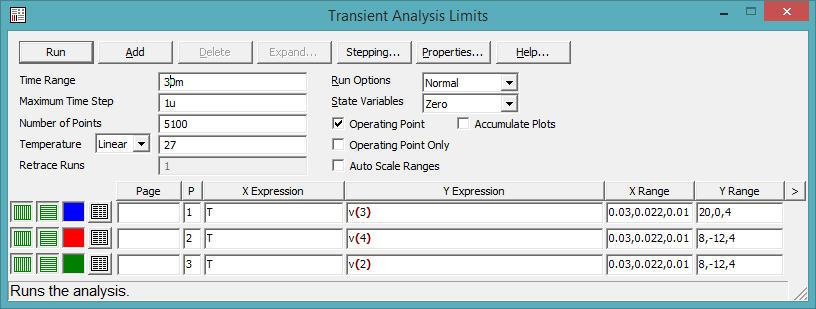 Transient Analysis Limits
Run Add Delete Expand... Stepping... Properties... Help...
Time Range 30m Run Options Normal
Maximum Time Step 1u State Variables Zero
Number of Points 5100 Operating Point Accumulate Plots
Temperature Linear 27 Operating Point Only
Retrace Runs 1 Auto Scale Ranges
Page P X Expression Y Expression X Range Y Range >
1 T v(3) 0.03,0.022,0.01 20,0,4
2 T v(4) 0.03,0.022,0.01 8,-12,4
3 T v(2) 0.03,0.022,0.01 8,-12,4
Runs the analysis.